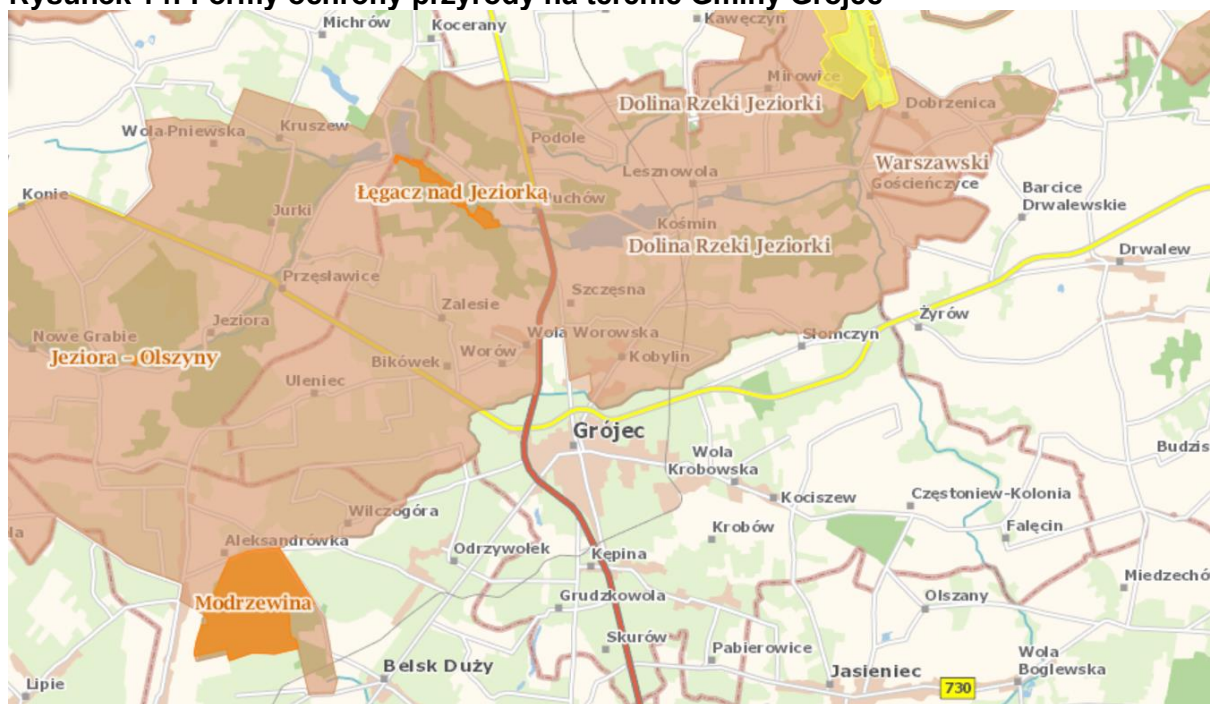 Michrów
Kocerany
Kawęczyn
Mirowice
Dolina Rzeki Jeziorki
Dobrzenica
Wola Pniewska
Kruszew
Podole
Lesznowola
Warszawski
Gościeńczyce
Barcice
Drwalewskie
Konie
Łęgacz nad Jeziorką
uchów
Jurki
Kośmin
Dolina Rzeki Jeziorki
Drwalew
Przęsławice
Szczęsna
Zalesie
Żyrów
Nowe Grabie
Jeziora
Wola Worowska
Słomczyn
Jeziora – Olszyny
Bikówek
Worów
Kobylin
Uleniec
Grójec
Wola
Krobowska
Budzis
Kociszew
Częstoniew-Kolonia
Wilczogóra
Krobów
Falęcin
la
Aleksandrówka
Odrzywołek
Kępina
Miedzechó
Modrzewina
Grudzkowola
Olszany
Skurów
Pabierowice
Belsk Duży
Jasieniec
Wola
Boglewska
Lipie
730